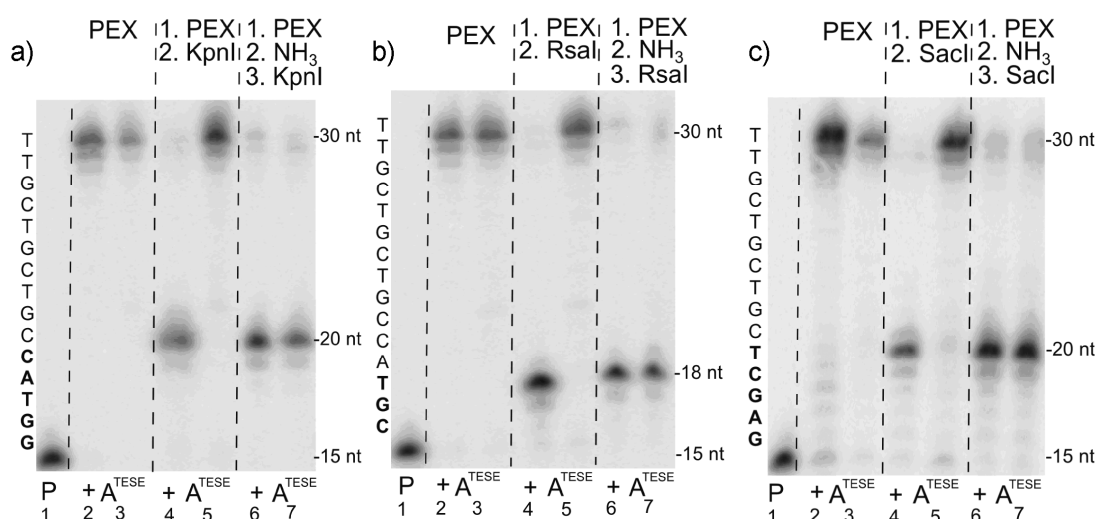 a)
PEX
1. PEX
2. KpnI
1. PEX
2. NH3
3. KpnI
T
T
G
C
T
G
C
T
G
C
C
A
T
G
G
-30 nt
-20 nt
-15 nt
P + A^TESE + A^TESE + A^TESE
1 2 3 4 5 6 7
b)
PEX
1. PEX
2. RsaI
1. PEX
2. NH3
3. RsaI
T
T
G
C
T
G
C
T
G
C
C
A
T
G
C
-30 nt
-18 nt
-15 nt
P + A^TESE + A^TESE + A^TESE
1 2 3 4 5 6 7
c)
PEX
1. PEX
2. SacI
1. PEX
2. NH3
3. SacI
T
T
G
C
T
G
C
T
G
C
T
C
G
A
G
-30 nt
-20 nt
-15 nt
P + A^TESE + A^TESE + A^TESE
1 2 3 4 5 6 7